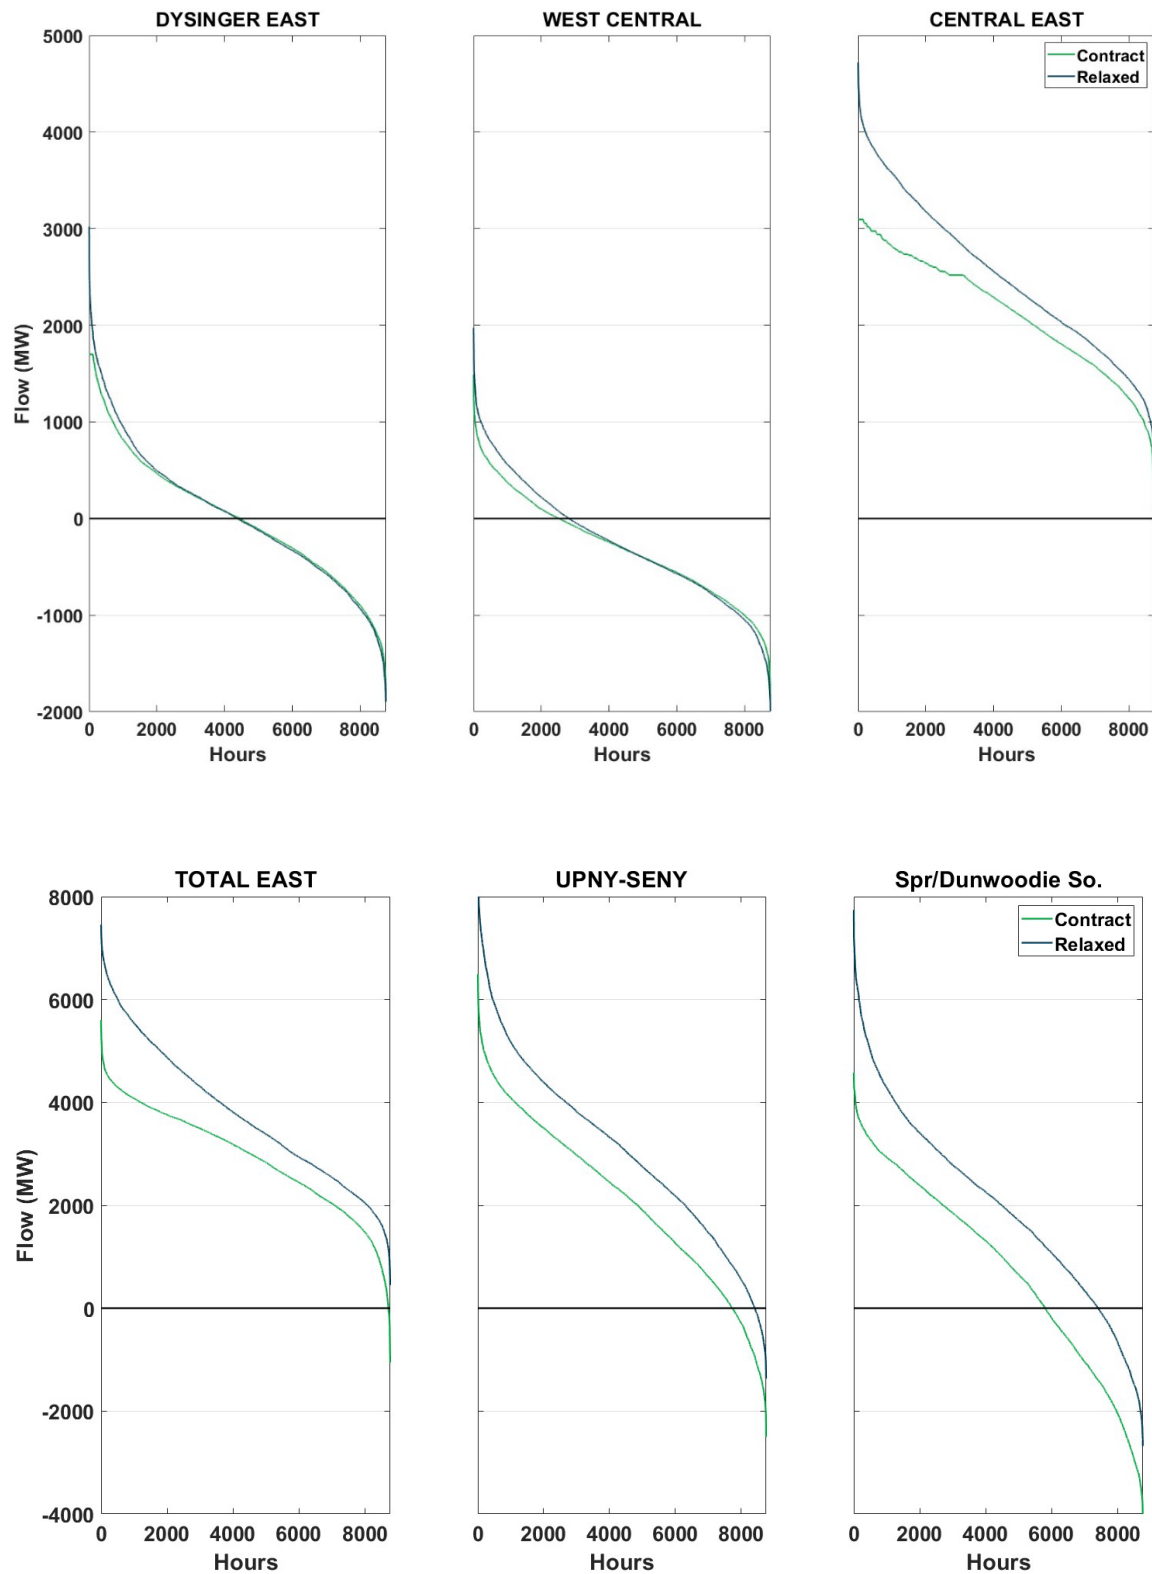 DYSINGER EAST
WEST CENTRAL
CENTRAL EAST
Contract
Relaxed
Flow (MW)
5000
4000
3000
2000
1000
0
-1000
-2000
0 2000 4000 6000 8000
0 2000 4000 6000 8000
0 2000 4000 6000 8000
Hours
Hours
Hours
TOTAL EAST
UPNY-SENY
Spr/Dunwoodie So.
Contract
Relaxed
Flow (MW)
8000
6000
4000
2000
0
-2000
-4000
0 2000 4000 6000 8000
0 2000 4000 6000 8000
0 2000 4000 6000 8000
Hours
Hours
Hours